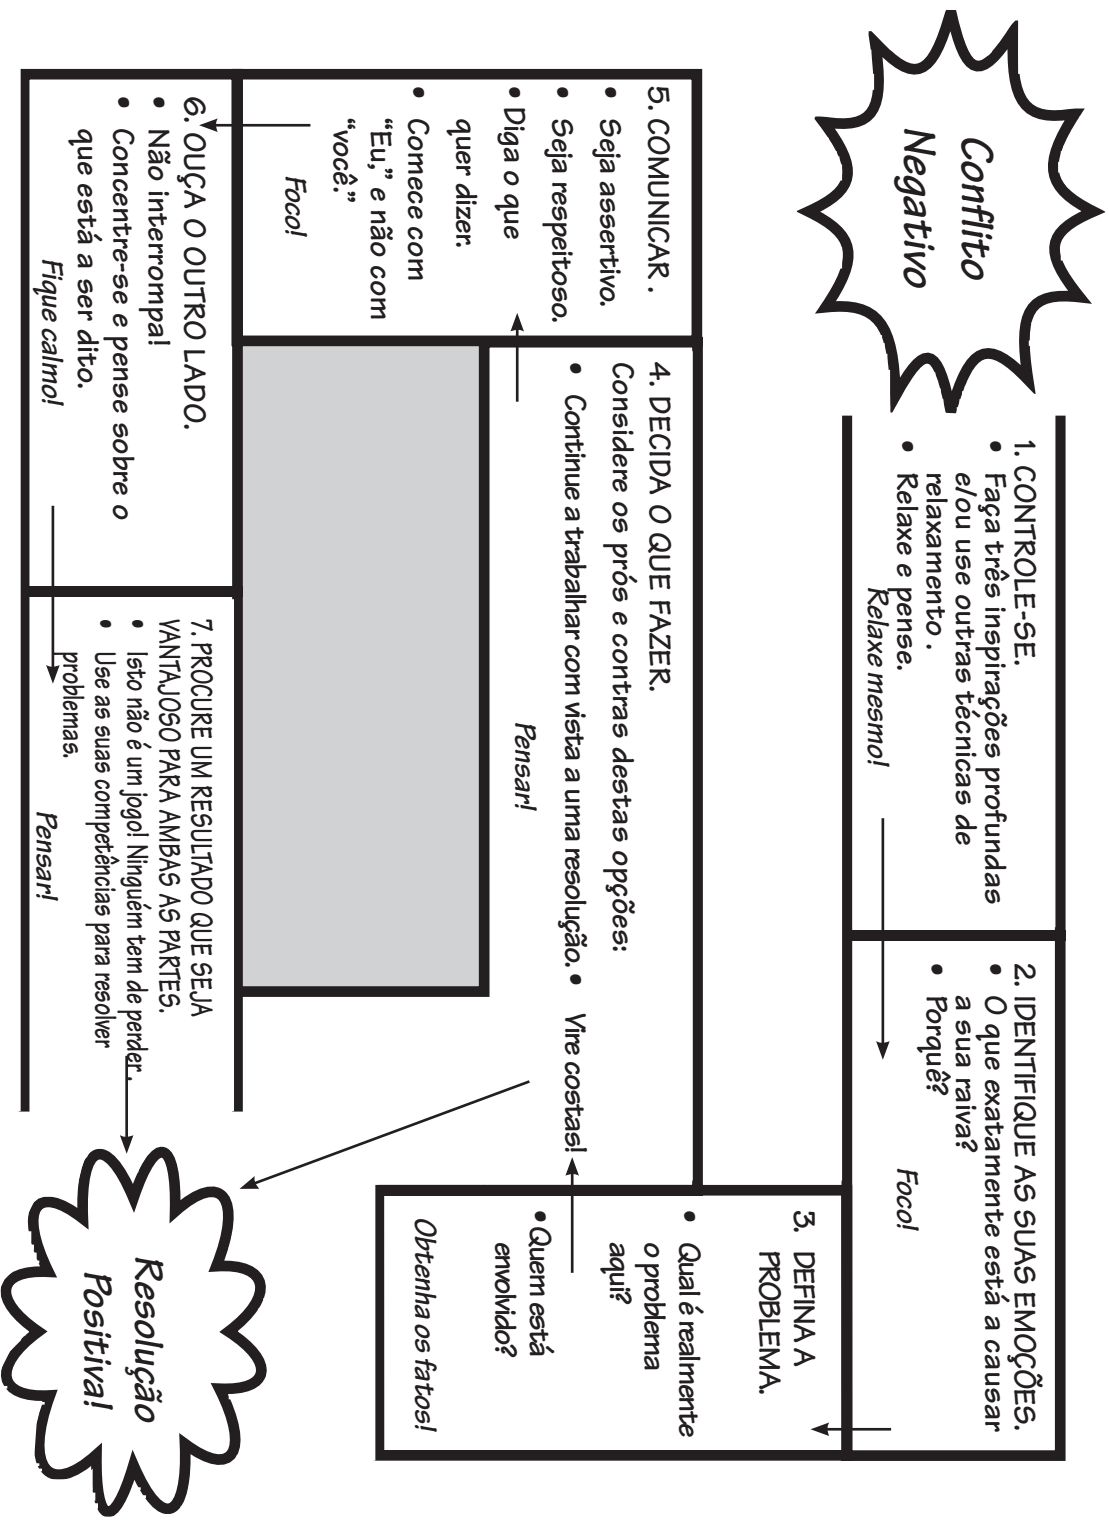 Conflito
Negativo
1. CONTROLE-SE.
• Faça três inspirações profundas
e/ou use outras técnicas de
relaxamento .
• Relaxe e pense.
Relaxe mesmo!
2. IDENTIFIQUE AS SUAS EMOÇÕES.
• O que exatamente está a causar
a sua raiva?
• Porquê?
Foco!
3. DEFINA A
PROBLEMA.
• Qual é realmente
o problema
aqui?
• Quem está
envolvido?
Obtenha os fatos!
4. DECIDA O QUE FAZER.
Considere os prós e contras destas opções:
• Continue a trabalhar com vista a uma resolução. • Vire costas!
Pensar!
5. COMUNICAR .
• Seja assertivo.
• Seja respeitoso.
• Diga o que
quer dizer.
• Comece com
“Eu,” e não com
“você.”
Foco!
6. OUÇA O OUTRO LADO.
• Não interrompa!
• Concentre-se e pense sobre o
que está a ser dito.
Fique calmo!
7. PROCURE UM RESULTADO QUE SEJA
VANTAJOSO PARA AMBAS AS PARTES.
• Isto não é um jogo! Ninguém tem de perder .
• Use as suas competências para resolver
problemas.
Pensar!
Resolução
Positiva!